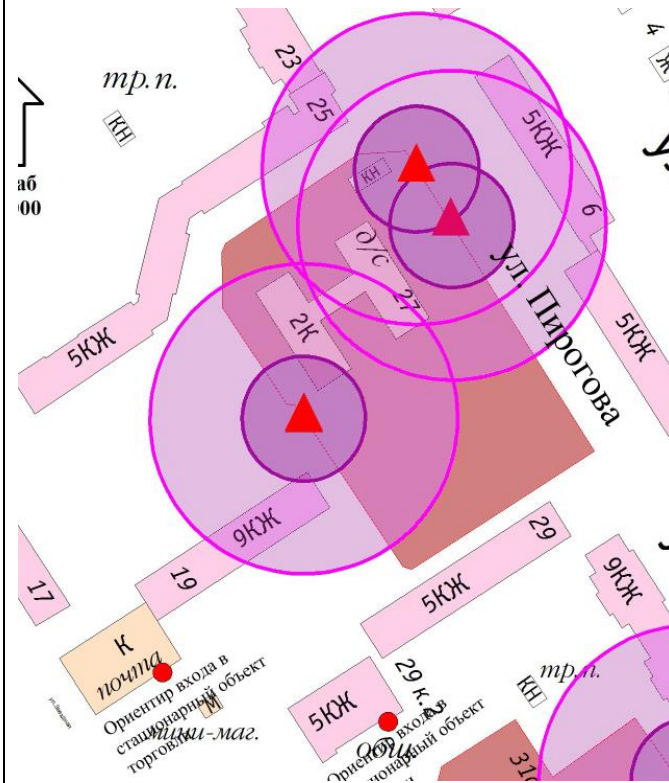 23
4
тр.п.
25
КН
Ж
КН
5КЖ
6
аб
00
д/с
27
ул. Пирогова
2К
5КЖ
5КЖ
9КЖ
29
17
19
5КЖ
9КЖ
К
почта
Ориентир входа в
стационарный объект
торговли
М
мини-маг.
29 к.2
тр.п.
КН
5КЖ
общ.
Ориентир входа в
стационарный объект